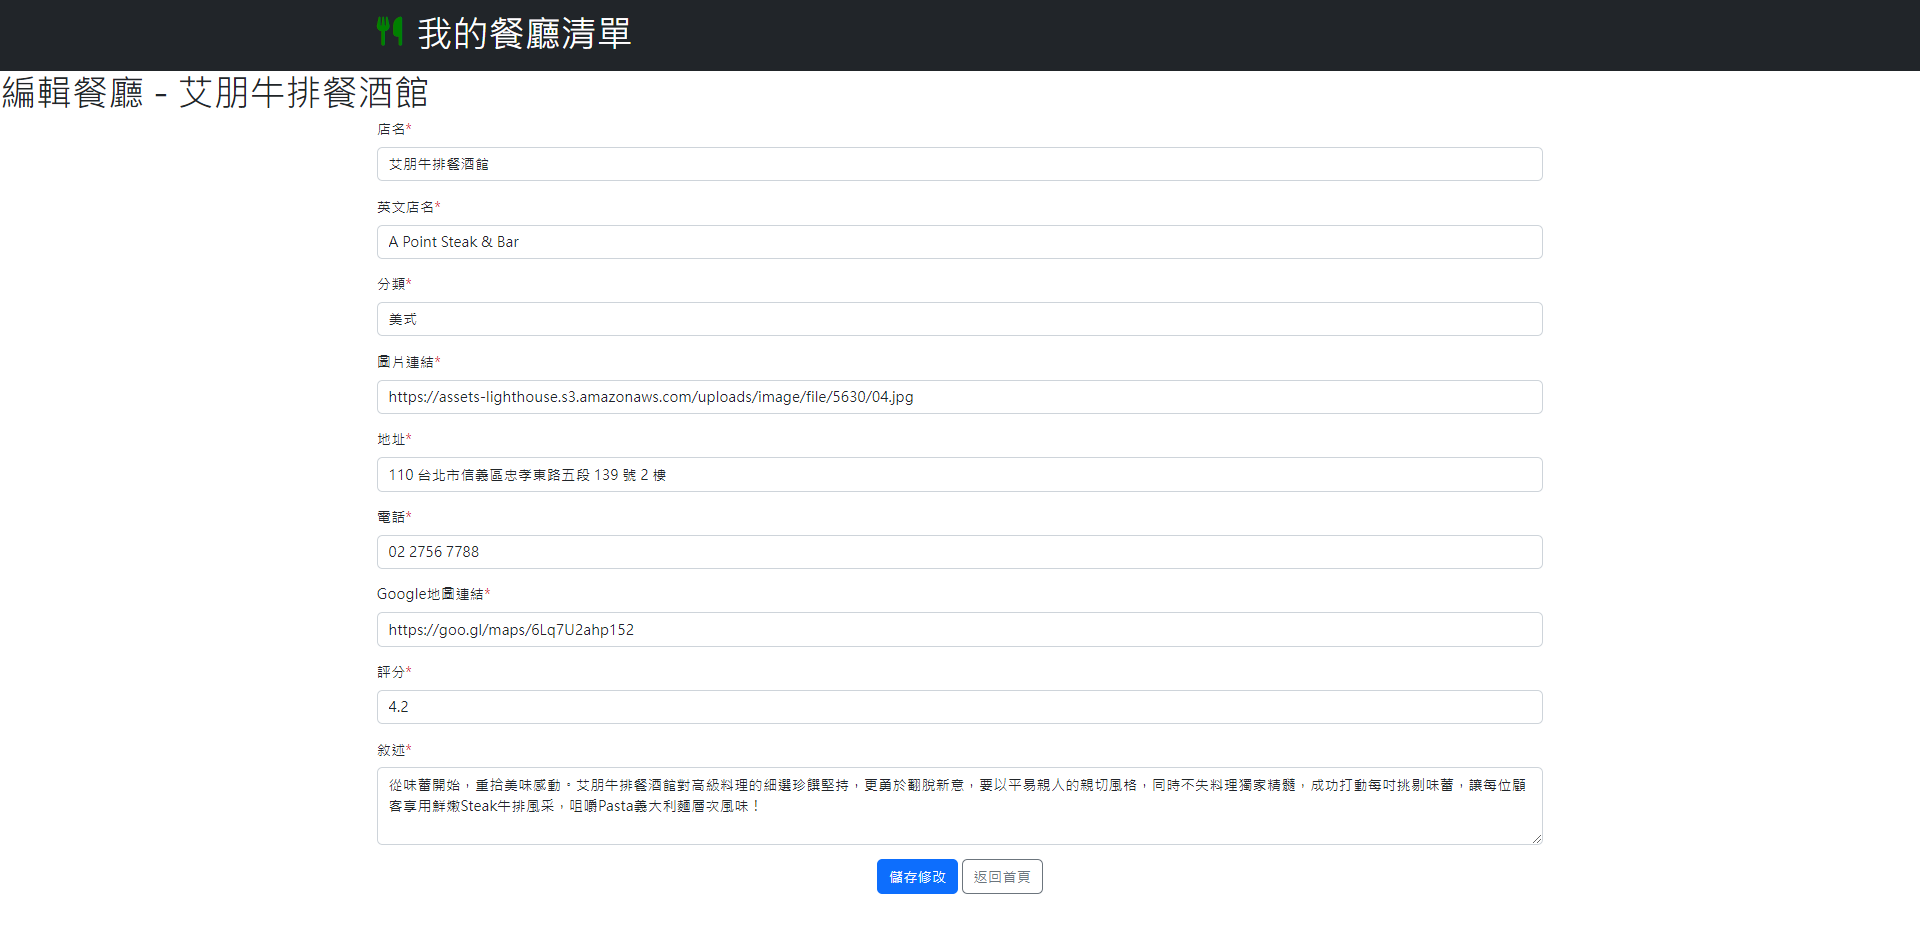 我的餐廳清單
編輯餐廳 - 艾朋牛排餐酒館
店名*
艾朋牛排餐酒館
英文店名*
A Point Steak & Bar
分類*
美式
圖片連結*
https://assets-lighthouse.s3.amazonaws.com/uploads/image/file/5630/04.jpg
地址*
110 台北市信義區忠孝東路五段 139 號 2 樓
電話*
02 2756 7788
Google地圖連結*
https://goo.gl/maps/6Lq7U2ahp152
評分*
4.2
敘述*
從味蕾開始，重拾美味感動。艾朋牛排餐酒館對高級料理的細選珍饌堅持，更勇於翻脫新意，要以平易親人的親切風格，同時不失料理獨家精髓，成功打動每吋挑剔味蕾，讓每位顧
客享用鮮嫩Steak牛排風采，咀嚼Pasta義大利麵層次風味！
儲存修改 返回首頁